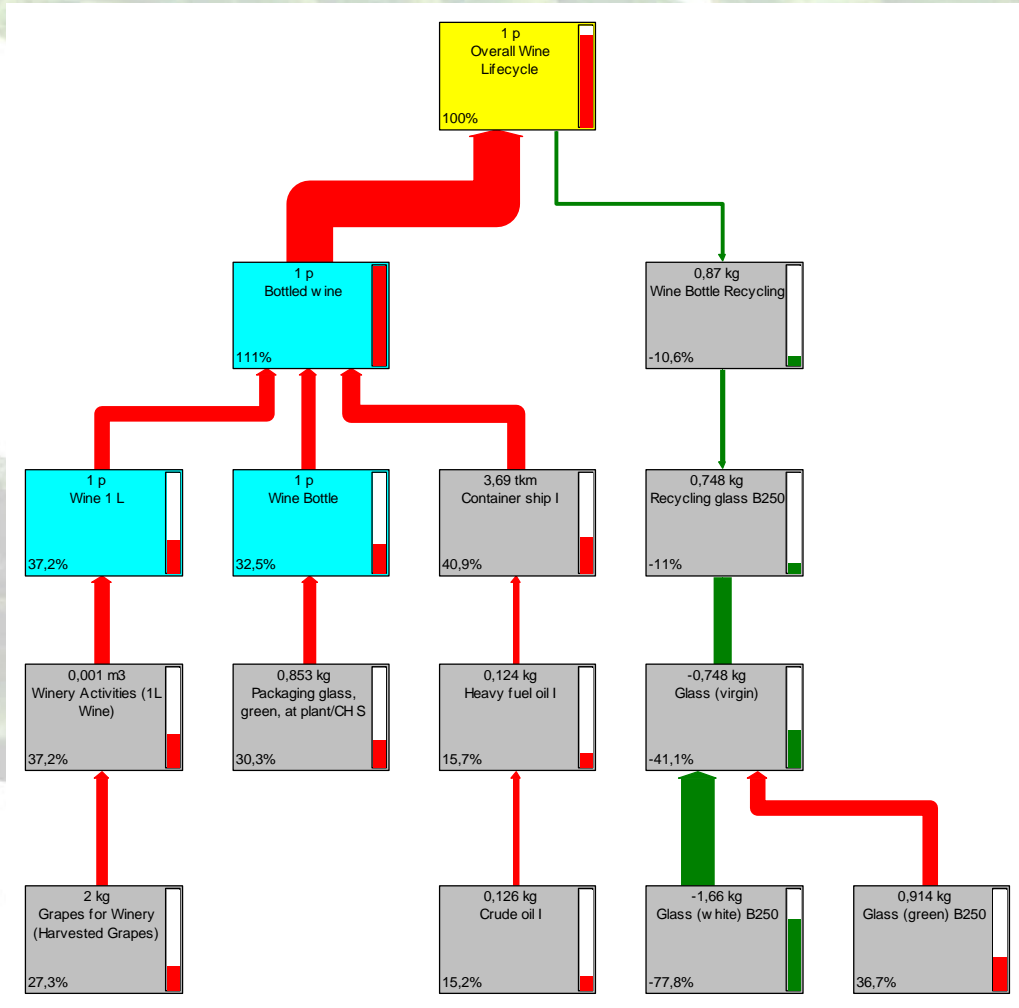 1 p
Overall Wine
Lifecycle
100%
1 p
Bottled wine
111%
0,87 kg
Wine Bottle Recycling
-10,6%
1 p
Wine 1 L
37,2%
1 p
Wine Bottle
32,5%
3,69 tkm
Container ship I
40,9%
0,748 kg
Recycling glass B250
-11%
0,001 m3
Winery Activities (1L
Wine)
37,2%
0,853 kg
Packaging glass,
green, at plant/CH S
30,3%
0,124 kg
Heavy fuel oil I
15,7%
-0,748 kg
Glass (virgin)
-41,1%
2 kg
Grapes for Winery
(Harvested Grapes)
27,3%
0,126 kg
Crude oil I
15,2%
-1,66 kg
Glass (white) B250
-77,8%
0,914 kg
Glass (green) B250
36,7%